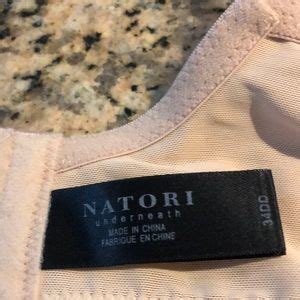 NATORI
underneath
MADE IN CHINA
FABRIQUE EN CHINE
34DD